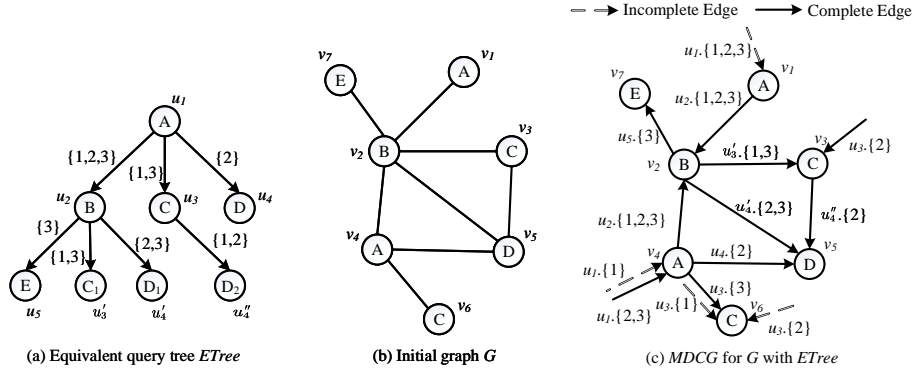 Incomplete Edge Complete Edge
u₁.{1,2,3}
v₇ v₁ v₇ v₁
E A E A
u₂.{1,2,3}
u₅.{3}
u₁
A
{1,2,3} {1,3} {2}
v₃ v₃ u₃.{2}
v₂ B C v₂ B u′₃.{1,3} C
u₂ B C u₃ D u₄
u′₄.{2,3} u″₄.{2}
{3} {1,3} {2,3} {1,2}
u₂.{1,2,3}
v₄ v₅ v₄ u₄.{2} v₅
A D A D
E C₁ D₁ D₂
u₁.{1} u₃.{3}
u₅ u′₃ u′₄ u″₄
v₆ u₁.{2,3} u₃.{1} v₆
C C u₃.{2}
(a) Equivalent query tree ETree (b) Initial graph G (c) MDCG for G with ETree